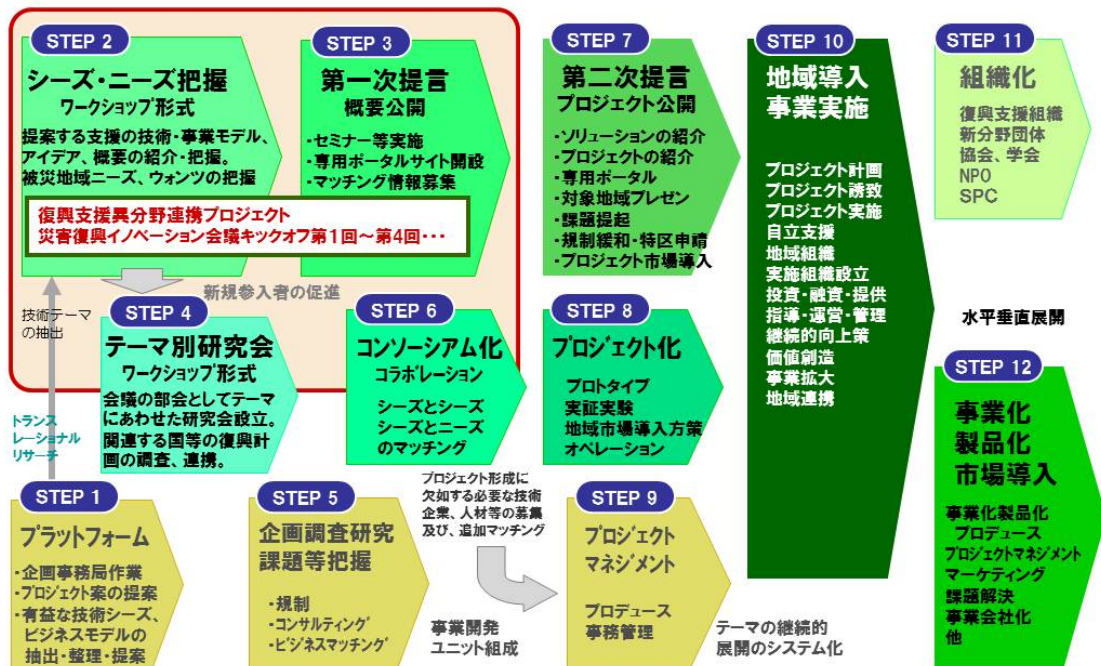 STEP 2
シーズ・ニーズ把握
ワークショップ形式
提案する支援の技術・事業モデル、
アイデア、概要の紹介・把握。
被災地域ニーズ、ウォンツの把握
STEP 3
第一次提言
概要公開
・セミナー等実施
・専用ポータルサイト開設
・マッチング情報募集
復興支援異分野連携プロジェクト
災害復興イノベーション会議キックオフ第1回～第4回・・・
STEP 7
第二次提言
プロジェクト公開
・ソリューションの紹介
・プロジェクトの紹介
・専用ポータル
・対象地域プレゼン
・課題提起
・規制緩和・特区申請
・プロジェクト市場導入
STEP 10
地域導入
事業実施
プロジェクト計画
プロジェクト誘致
プロジェクト実施
自立支援
地域組織
実施組織設立
投資・融資・提供
指導・運営・管理
継続的向上策
価値創造
事業拡大
地域連携
STEP 11
組織化
復興支援組織
新分野団体
協会、学会
NPO
SPC
技術テーマ
の抽出
新規参入者の促進
STEP 4
テーマ別研究会
ワークショップ形式
会議の部会としてテーマ
にあわせた研究会設立。
関連する国等の復興計
画の調査、連携。
STEP 6
コンソーシアム化
コラボレーション
シーズとシーズ
シーズとニーズ
のマッチング
STEP 8
プロジェクト化
プロトタイプ
実証実験
地域市場導入方策
オペレーション
水平垂直展開
トランス
レーショナル
リサーチ
STEP 1
プラットフォーム
・企画事務局作業
・プロジェクト案の提案
・有益な技術シーズ、
ビジネスモデルの
抽出・整理・提案
STEP 5
企画調査研究
課題等把握
・規制
・コンサルティング
・ビジネスマッチング
プロジェクト形成に
欠如する必要な技術
企業、人材等の募集
及び、追加マッチング
事業開発
ユニット組成
STEP 9
プロジェクト
マネジメント
プロデュース
事務管理
テーマの継続的
展開のシステム化
STEP 12
事業化
製品化
市場導入
事業化製品化
プロデュース
プロジェクトマネジメント
マーケティング
課題解決
事業会社化
他